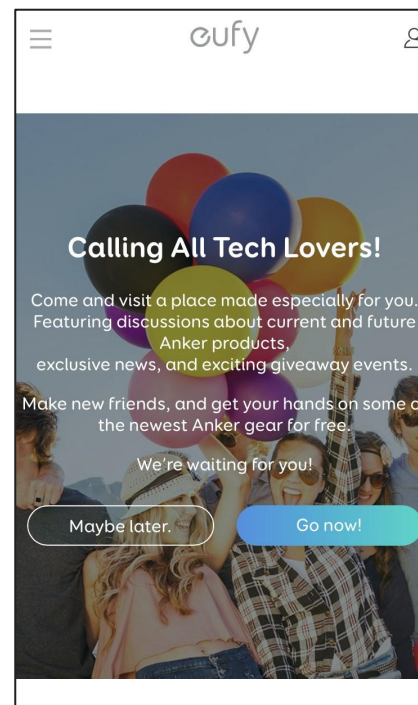 eufy
Calling All Tech Lovers!
Come and visit a place made especially for you.
Featuring discussions about current and future
Anker products,
exclusive news, and exciting giveaway events.
Make new friends, and get your hands on some o
the newest Anker gear for free.
We're waiting for you!
Maybe later.
Go now!